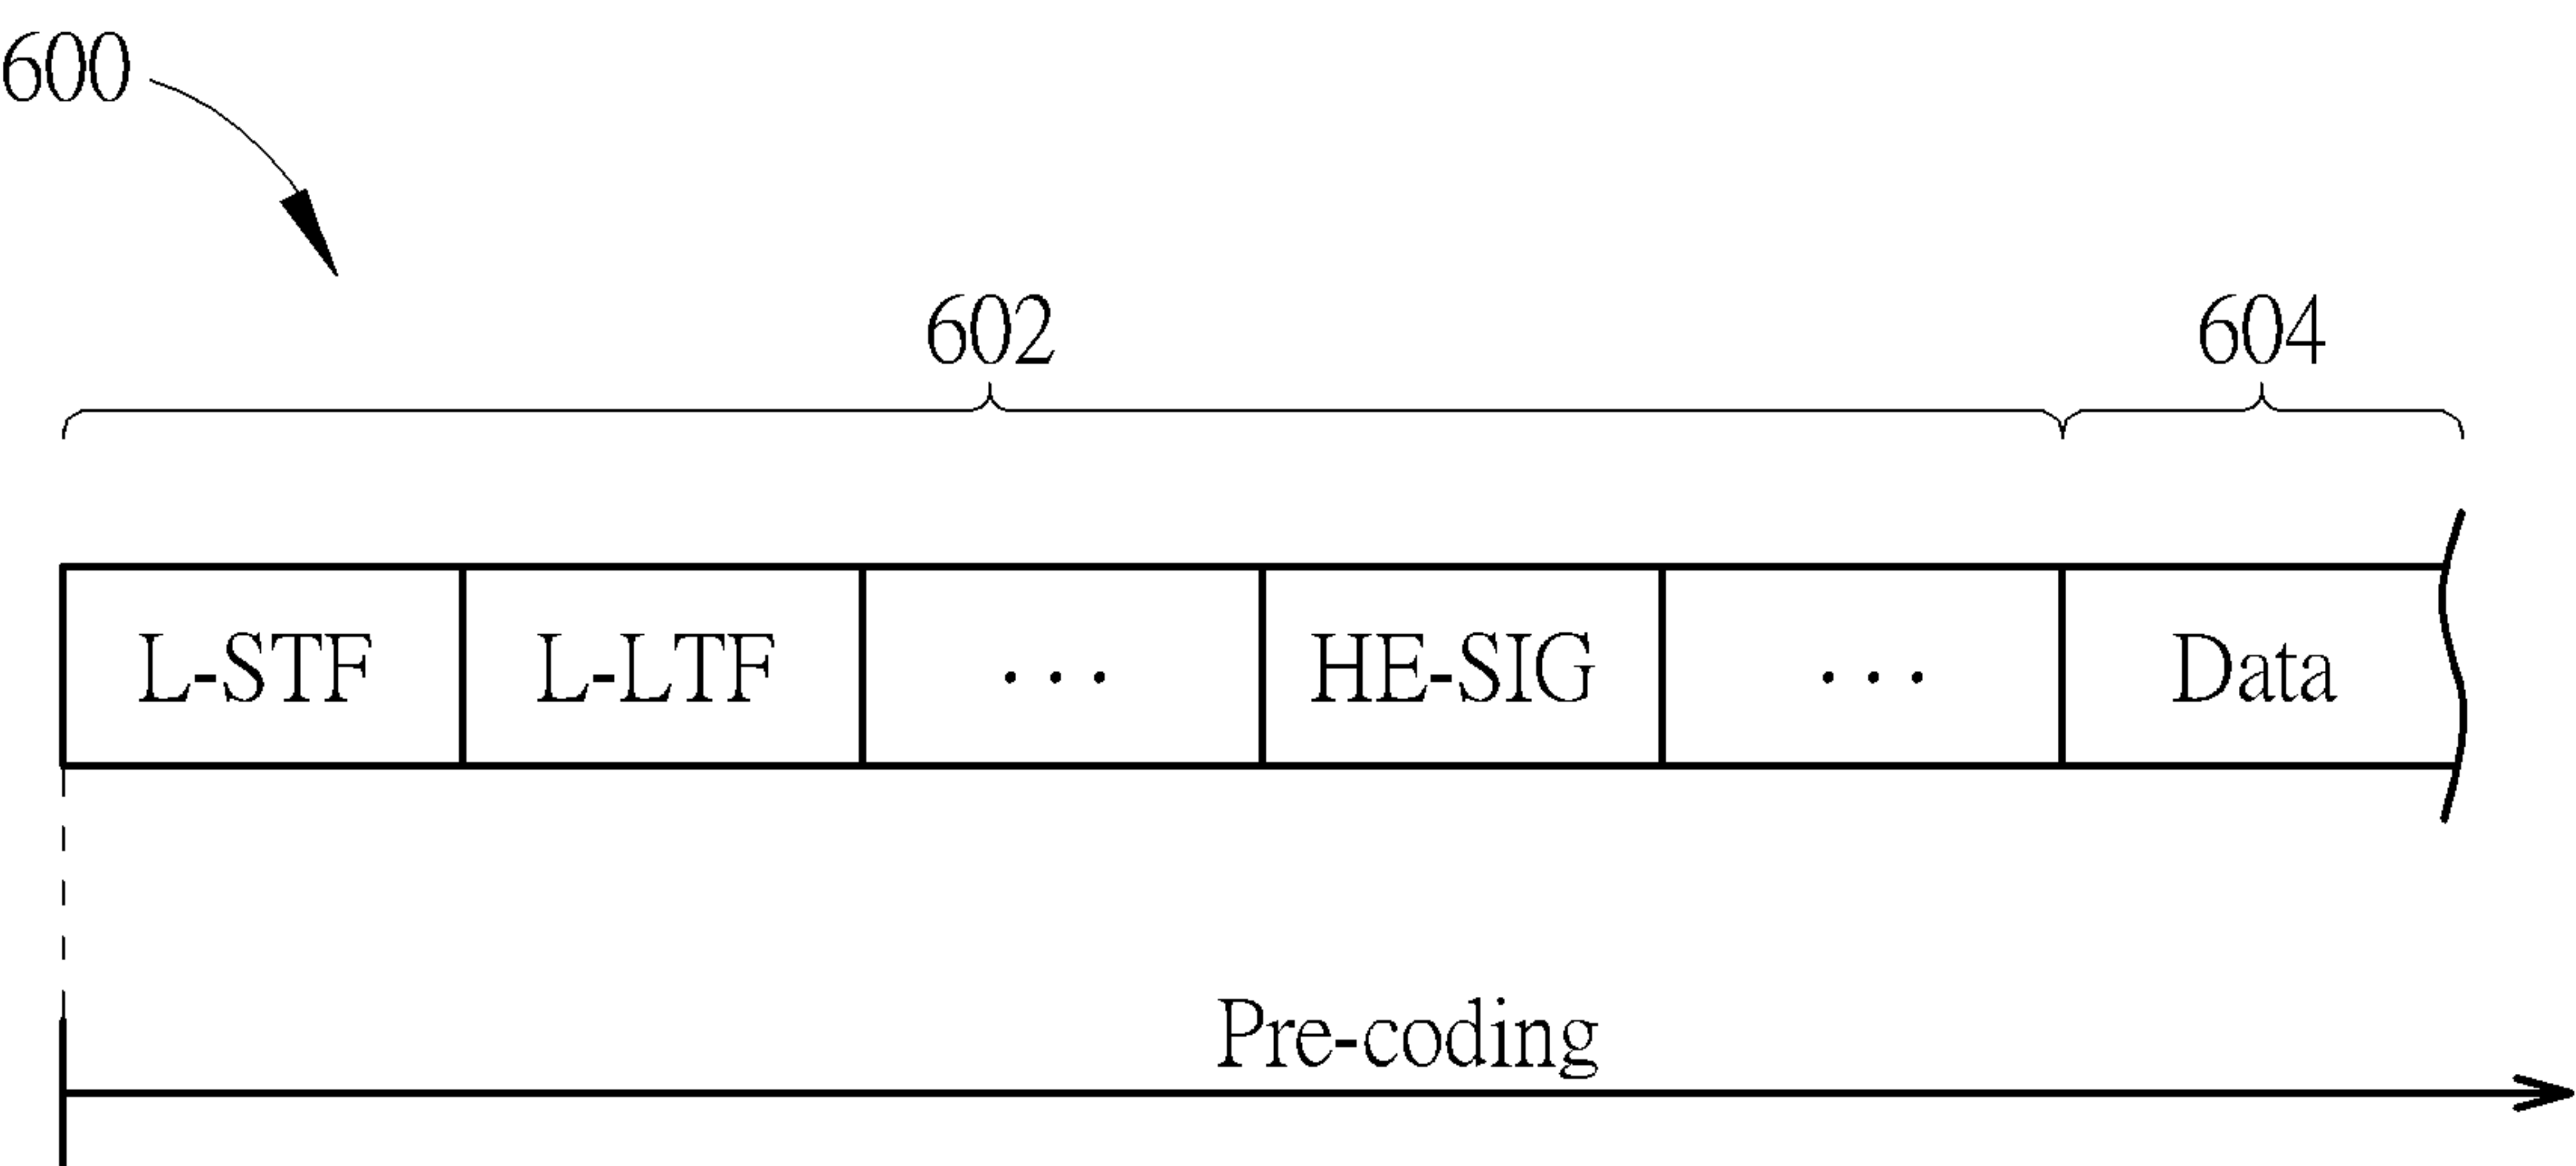 600
602 604
L-STF L-LTF ... HE-SIG ... Data
Pre-coding